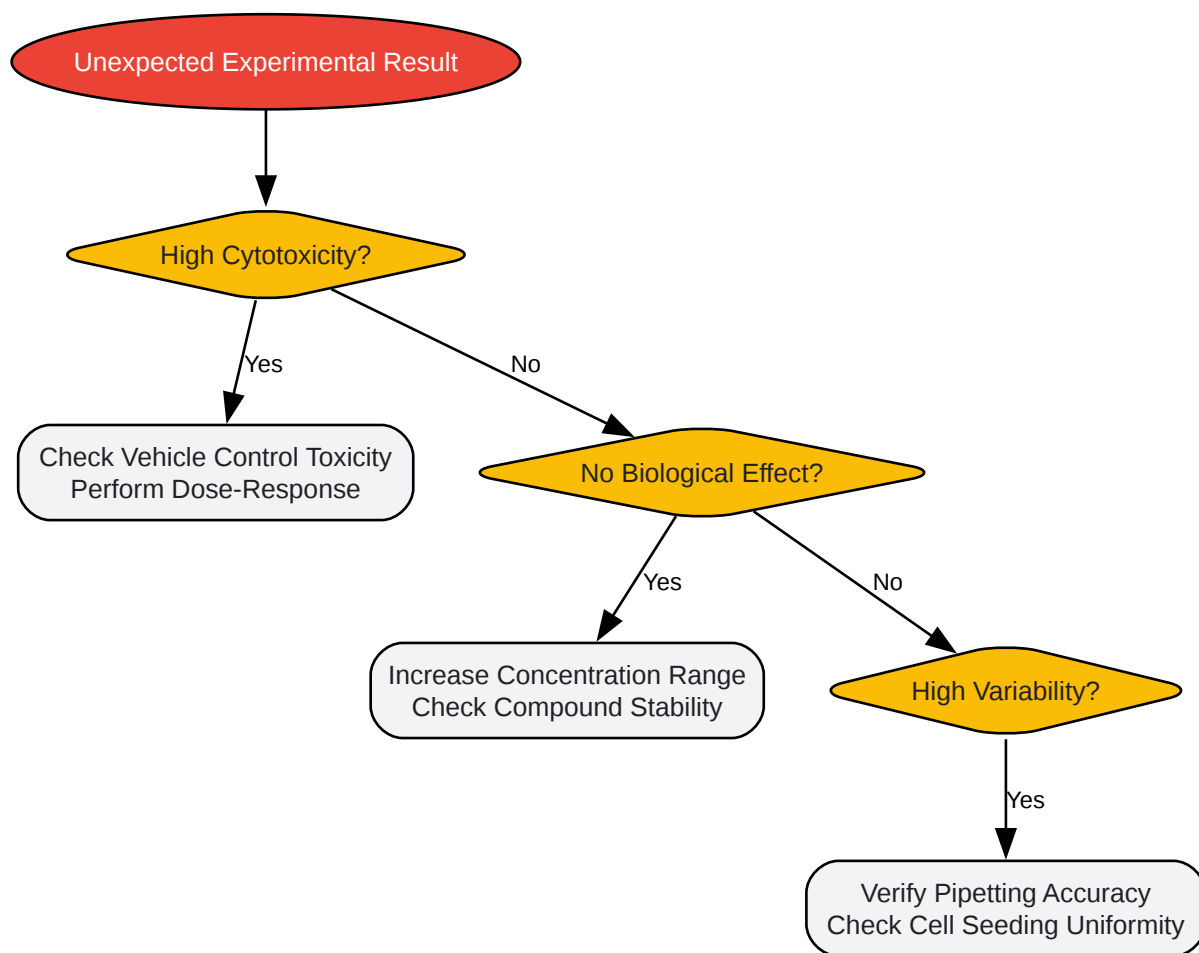 Unexpected Experimental Result
High Cytotoxicity?
Yes
No
Check Vehicle Control Toxicity
Perform Dose-Response
No Biological Effect?
Yes
No
Increase Concentration Range
Check Compound Stability
High Variability?
Yes
Verify Pipetting Accuracy
Check Cell Seeding Uniformity